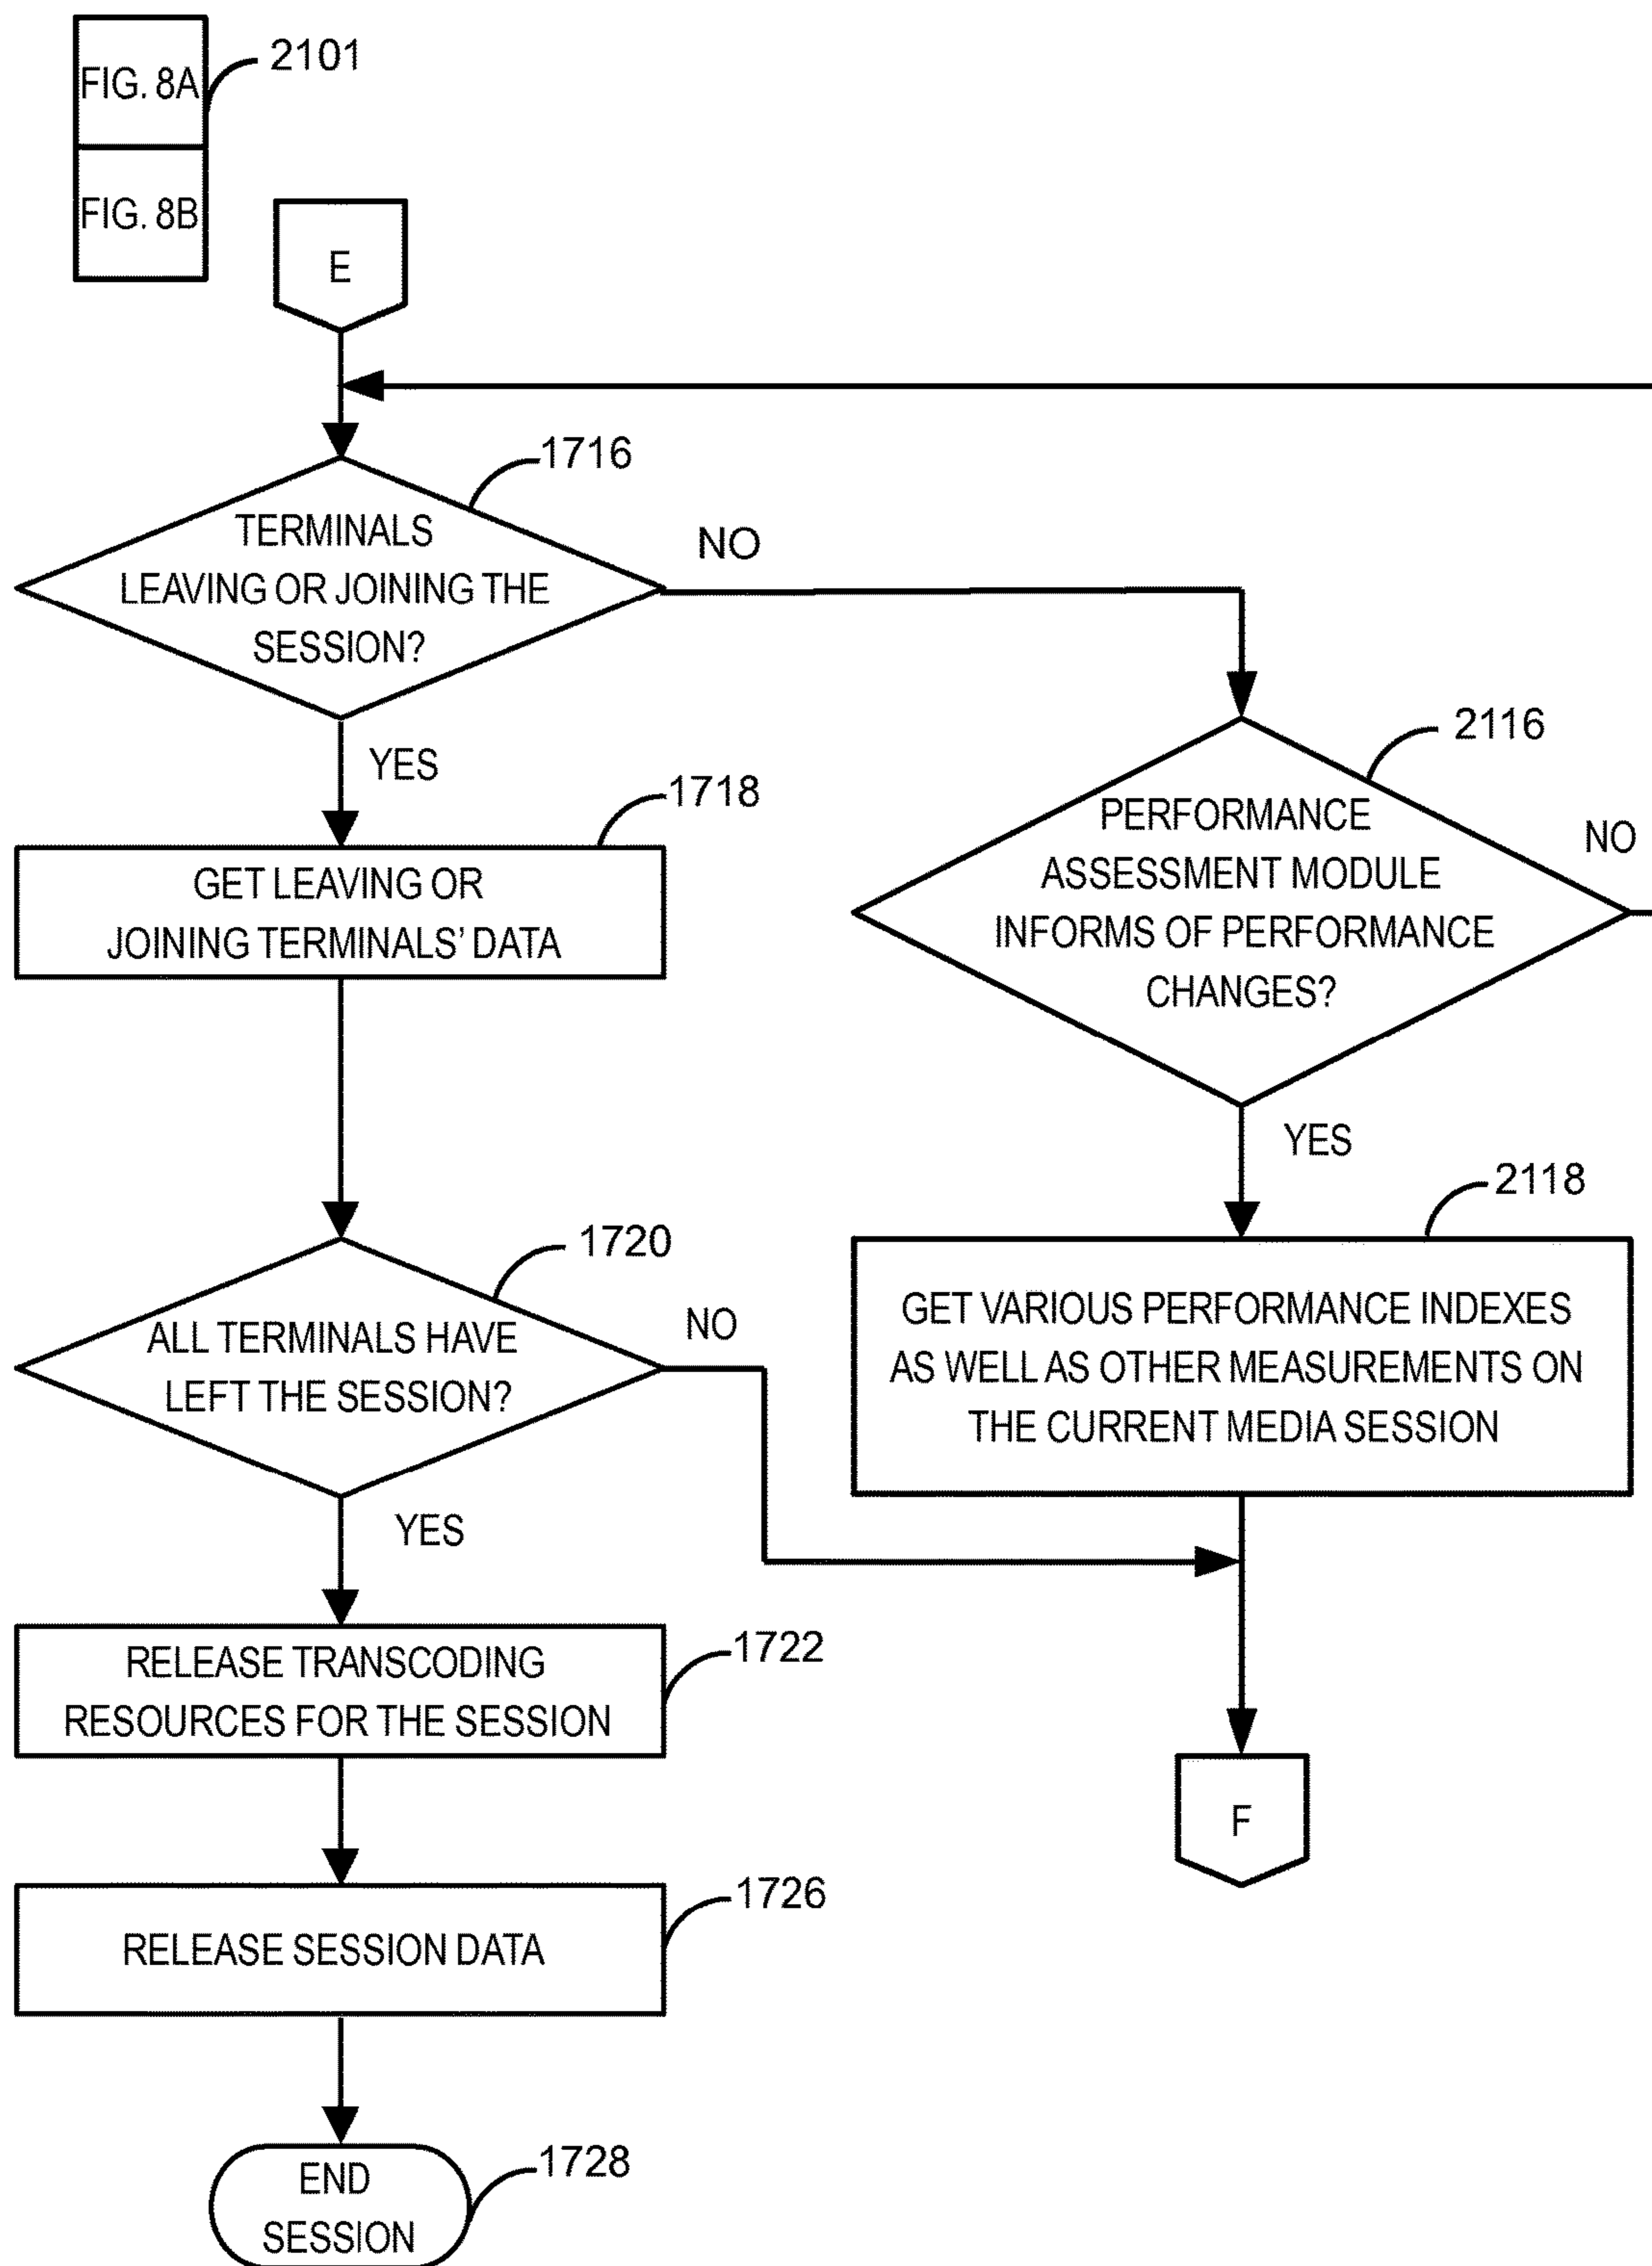 FIG. 8A
2101
FIG. 8B
E
1716
TERMINALS
LEAVING OR JOINING THE
SESSION?
NO
YES
2116
PERFORMANCE
ASSESSMENT MODULE
INFORMS OF PERFORMANCE
CHANGES?
NO
YES
1718
GET LEAVING OR
JOINING TERMINALS’ DATA
2118
GET VARIOUS PERFORMANCE INDEXES
AS WELL AS OTHER MEASUREMENTS ON
THE CURRENT MEDIA SESSION
1720
ALL TERMINALS HAVE
LEFT THE SESSION?
NO
YES
1722
RELEASE TRANSCODING
RESOURCES FOR THE SESSION
F
1726
RELEASE SESSION DATA
1728
END
SESSION